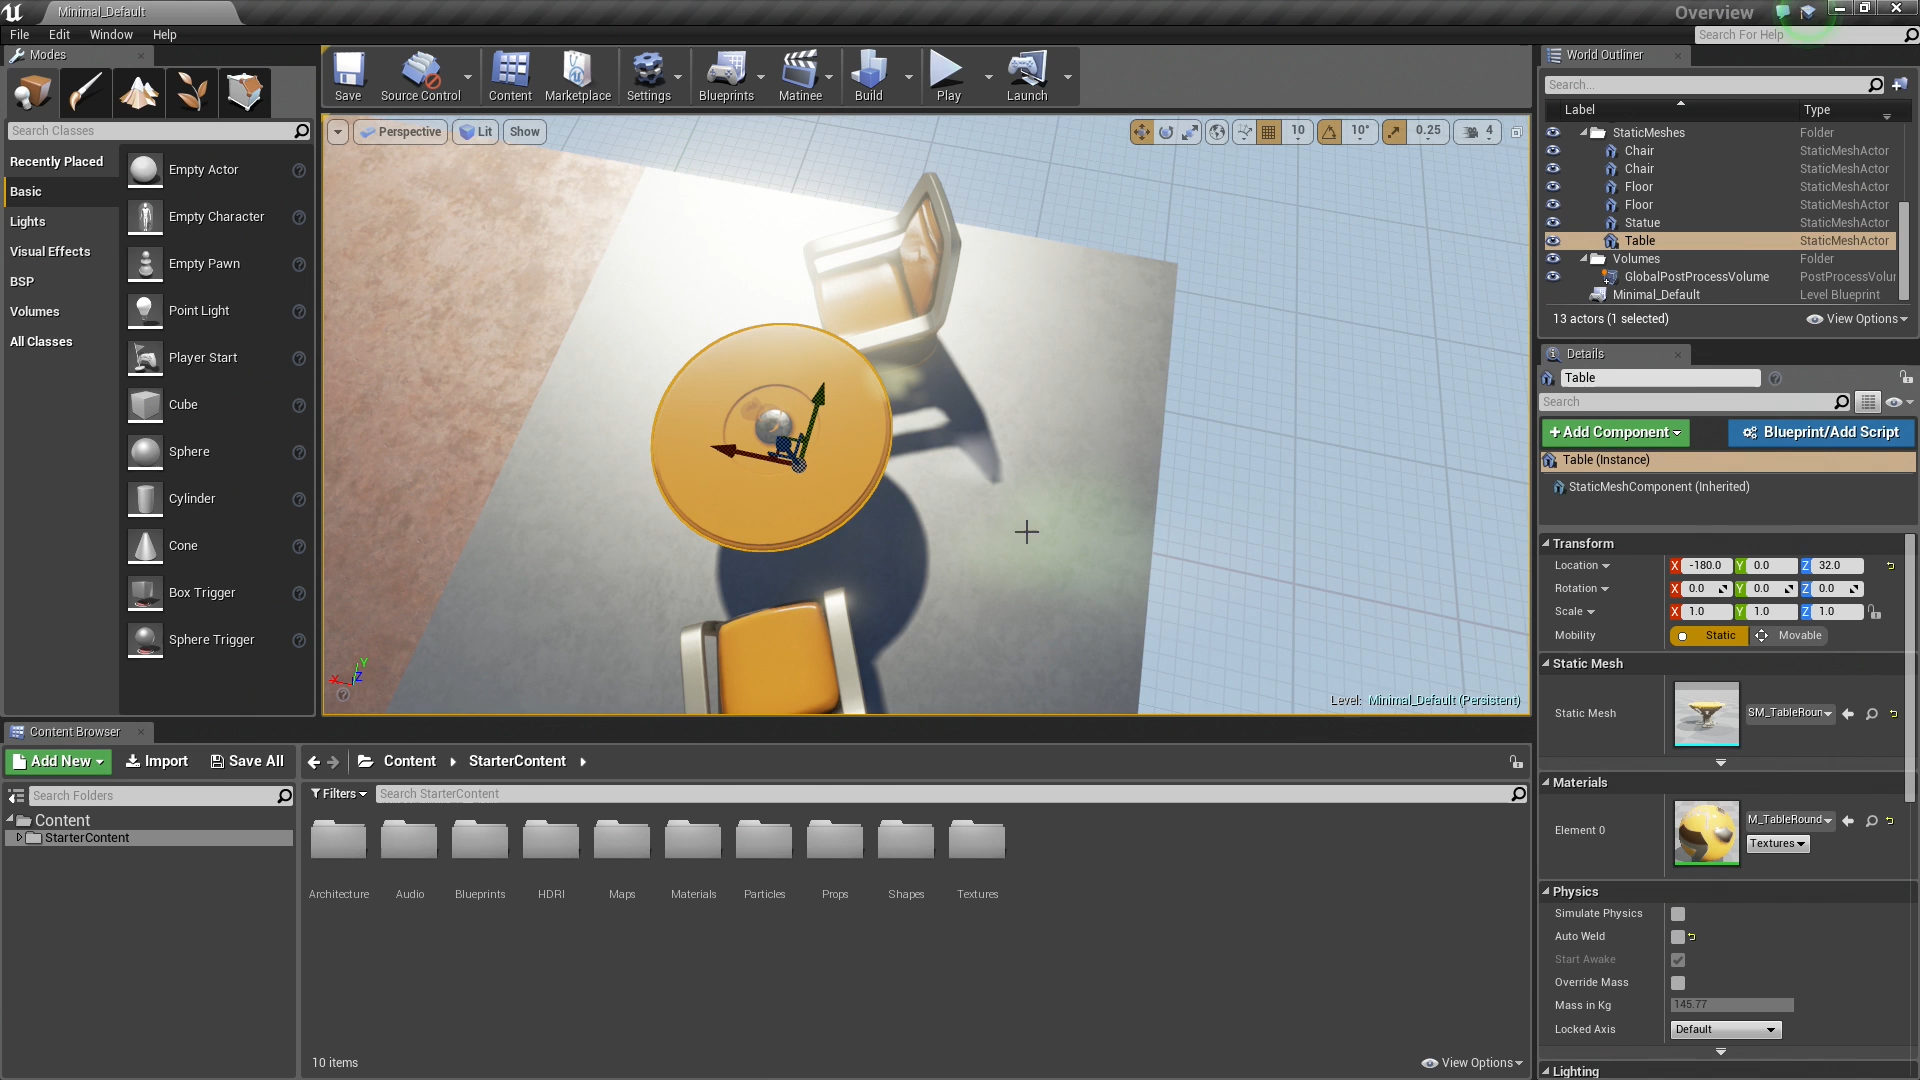 Minimal_Default
Overview
File Edit Window Help
Search For Help
Modes
Search Classes
Recently Placed
Basic
Lights
Visual Effects
BSP
Volumes
All Classes
Empty Actor
Empty Character
Empty Pawn
Point Light
Player Start
Cube
Sphere
Cylinder
Cone
Box Trigger
Sphere Trigger
Save
Source Control
Content
Marketplace
Settings
Blueprints
Matinee
Build
Play
Launch
Perspective
Lit
Show
10
10°
0.25
4
X Y Z
Level: Minimal_Default (Persistent)
World Outliner
Search...
Label Type
StaticMeshes Folder
Chair StaticMeshActor
Chair StaticMeshActor
Floor StaticMeshActor
Floor StaticMeshActor
Statue StaticMeshActor
Table StaticMeshActor
Volumes Folder
GlobalPostProcessVolume PostProcessVolu
Minimal_Default Level Blueprint
13 actors (1 selected)
View Options
Details
Table
Search
+Add Component
Blueprint/Add Script
Table (Instance)
StaticMeshComponent (Inherited)
Transform
Location X -180.0 Y 0.0 Z 32.0
Rotation X 0.0 Y 0.0 Z 0.0
Scale X 1.0 Y 1.0 Z 1.0
Mobility Static Movable
Static Mesh
Static Mesh SM_TableRoun
Materials
Element 0 M_TableRound
Textures
Physics
Simulate Physics
Auto Weld
Start Awake
Override Mass
Mass in Kg 145.77
Locked Axis Default
Lighting
Content Browser
Add New Import Save All
Search Folders
Content
StarterContent
Content StarterContent
Filters
Search StarterContent
Architecture
Audio
Blueprints
HDRI
Maps
Materials
Particles
Props
Shapes
Textures
10 items
View Options